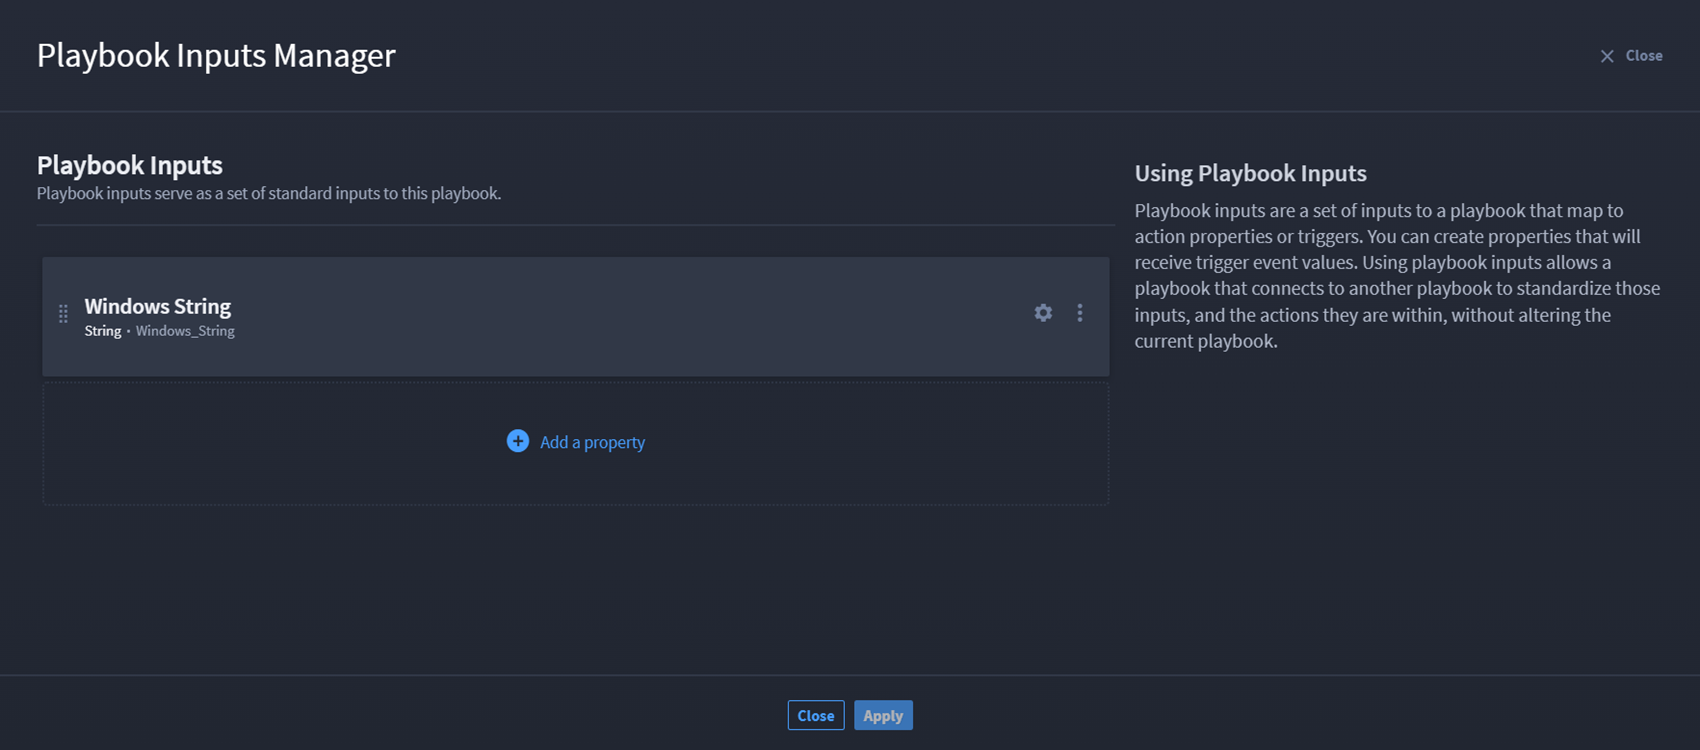 Playbook Inputs Manager
Close
Playbook Inputs
Playbook inputs serve as a set of standard inputs to this playbook.
Windows String
String • Windows_String
Add a property
Using Playbook Inputs
Playbook inputs are a set of inputs to a playbook that map to
action properties or triggers. You can create properties that will
receive trigger event values. Using playbook inputs allows a
playbook that connects to another playbook to standardize those
inputs, and the actions they are within, without altering the
current playbook.
Close
Apply